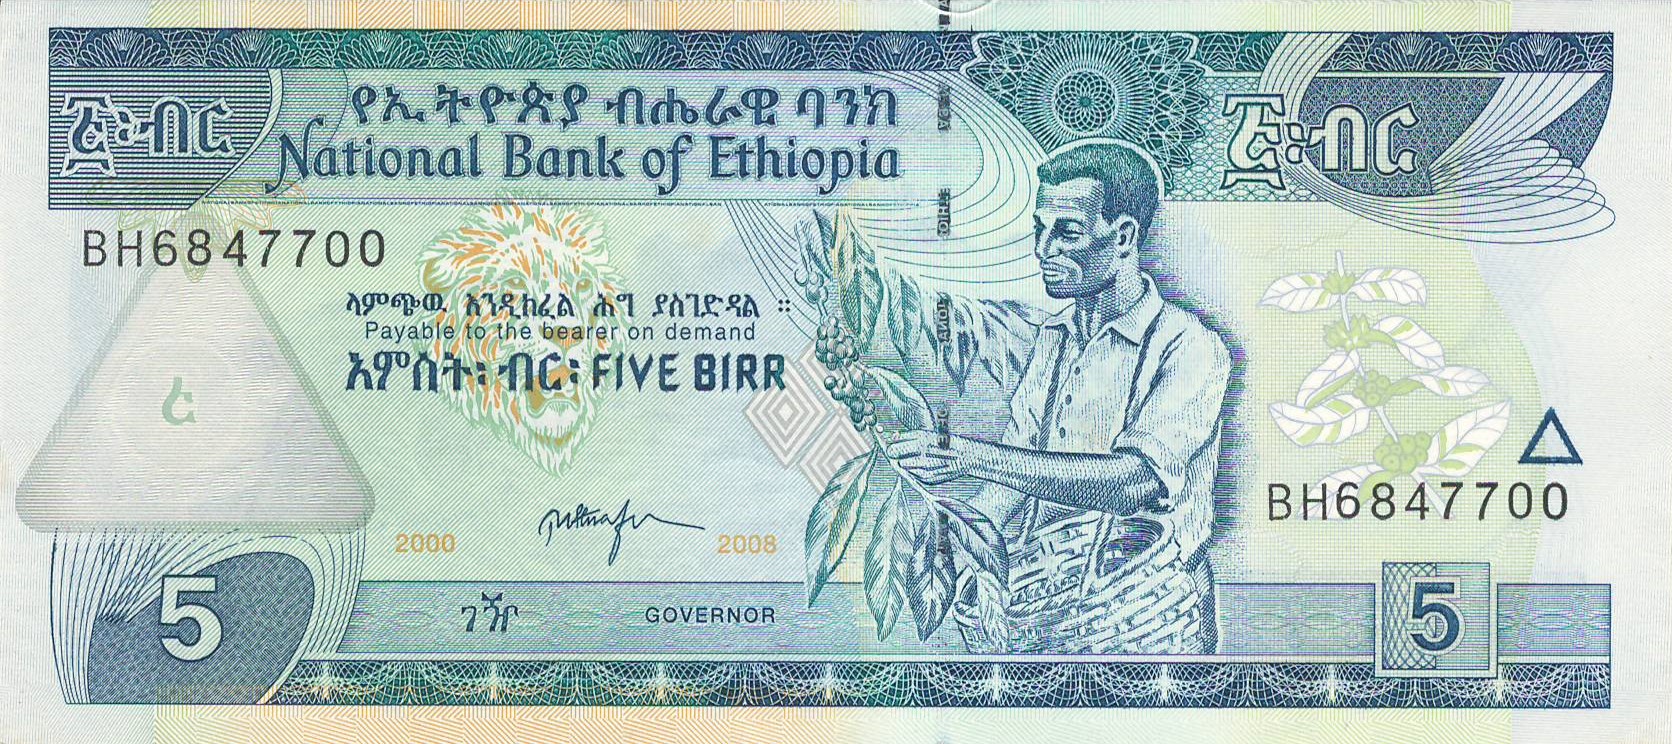 ፭፡ብር
የኢትዮጵያ ብሔራዊ ባንክ
National Bank of Ethiopia
፭፡ብር
BH6847700
ላምጭው እንዲከፈል ሕግ ያስገድዳል ።
Payable to the bearer on demand
አምስት፡ ብር፡ FIVE BIRR
BH6847700
2000 2008
ገዥ GOVERNOR
5
5